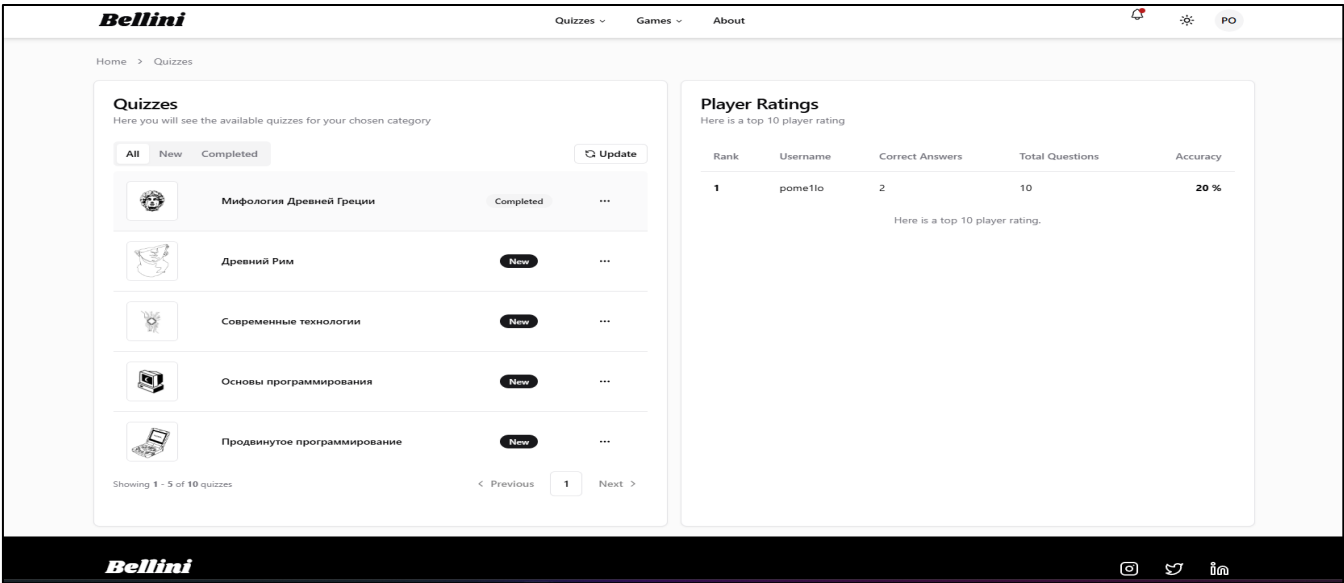 Bellini
Quizzes
Games
About
PO
Home > Quizzes
Quizzes
Here you will see the available quizzes for your chosen category
All New Completed
Update
Мифология Древней Греции Completed ...
Древний Рим New ...
Современные технологии New ...
Основы программирования New ...
Продвинутое программирование New ...
Showing 1 - 5 of 10 quizzes
< Previous 1 Next >
Player Ratings
Here is a top 10 player rating
Rank Username Correct Answers Total Questions Accuracy
1 pome1lo 2 10 20 %
Here is a top 10 player rating.
Bellini